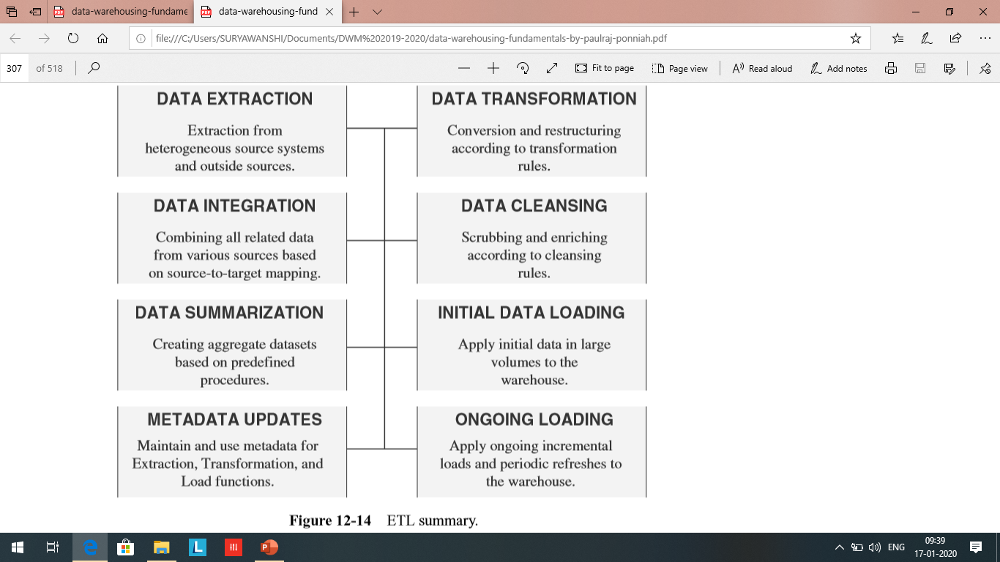 data-warehousing-fundame
data-warehousing-fund
file:///C:/Users/SURYAWANSHI/Documents/DWM%202019-2020/data-warehousing-fundamentals-by-paulraj-ponniah.pdf
307 of 518
Fit to page
Page view
Read aloud
Add notes
DATA EXTRACTION
Extraction from
heterogeneous source systems
and outside sources.
DATA TRANSFORMATION
Conversion and restructuring
according to transformation
rules.
DATA INTEGRATION
Combining all related data
from various sources based
on source-to-target mapping.
DATA CLEANSING
Scrubbing and enriching
according to cleansing
rules.
DATA SUMMARIZATION
Creating aggregate datasets
based on predefined
procedures.
INITIAL DATA LOADING
Apply initial data in large
volumes to the
warehouse.
METADATA UPDATES
Maintain and use metadata for
Extraction, Transformation, and
Load functions.
ONGOING LOADING
Apply ongoing incremental
loads and periodic refreshes to
the warehouse.
Figure 12-14 ETL summary.
ENG
09:39
17-01-2020